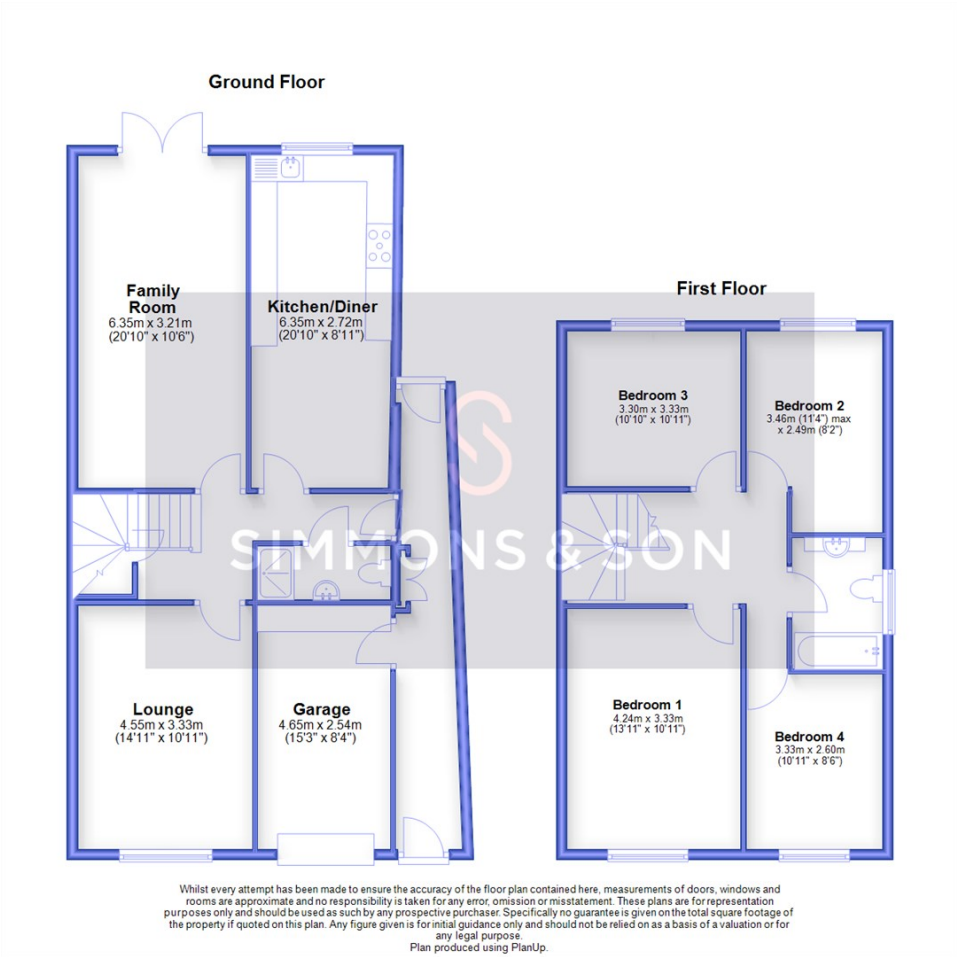 Ground Floor
Family
Room
6.35m x 3.21m
(20'10" x 10'6")
Kitchen/Diner
6.35m x 2.72m
(20'10" x 8'11")
Lounge
4.55m x 3.33m
(14'11" x 10'11")
Garage
4.65m x 2.54m
(15'3" x 8'4")
First Floor
Bedroom 3
3.30m x 3.33m
(10'10" x 10'11")
Bedroom 2
3.46m (11'4") max
x 2.49m (8'2")
Bedroom 1
4.24m x 3.33m
(13'11" x 10'11")
Bedroom 4
3.33m x 2.60m
(10'11" x 8'6")
SIMMONS & SON
Whilst every attempt has been made to ensure the accuracy of the floor plan contained here, measurements of doors, windows and
rooms are approximate and no responsibility is taken for any error, omission or misstatement. These plans are for representation
purposes only and should be used as such by any prospective purchaser. Specifically no guarantee is given on the total square footage of
the property if quoted on this plan. Any figure given is for initial guidance only and should not be relied on as a basis of a valuation or for
any legal purpose.
Plan produced using PlanUp.